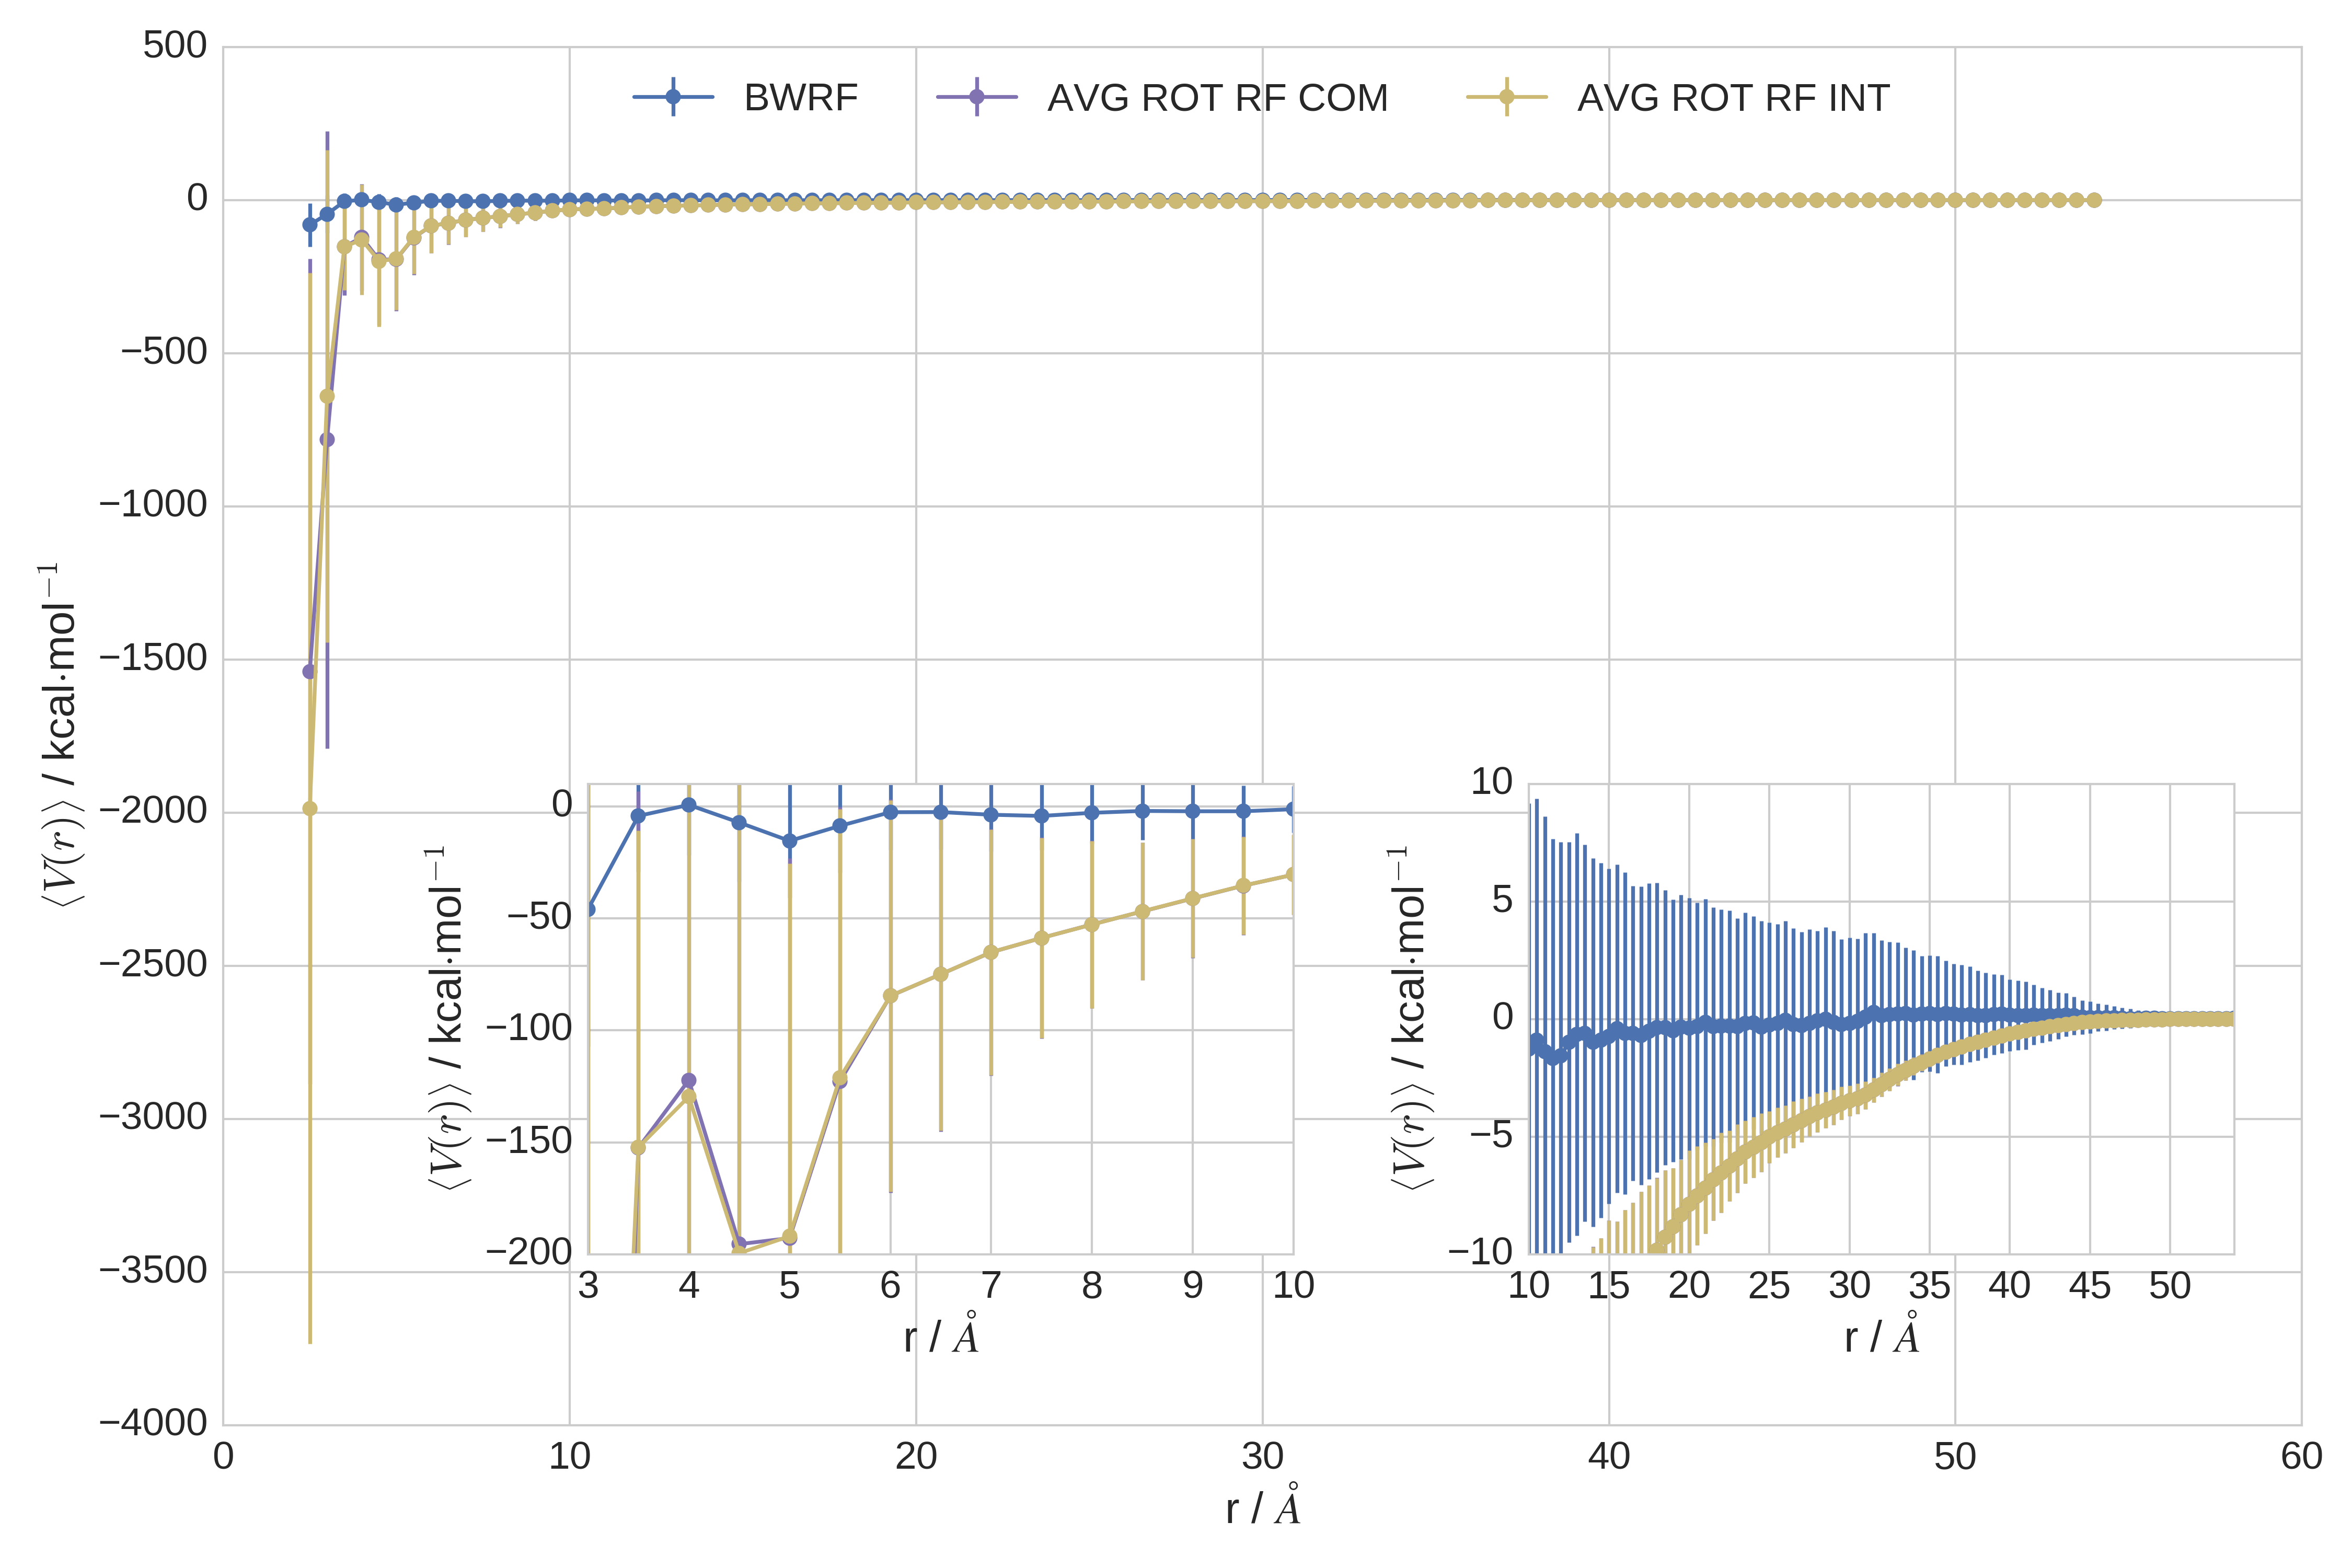 500
BWRF AVG ROT RF COM AVG ROT RF INT
0
−500
−1000
−1500
−2000
−2500
−3000
−3500
−4000
⟨V(r)⟩ / kcal·mol⁻¹
0 10 20 30 40 50 60
r / Å
0
−50
−100
−150
−200
⟨V(r)⟩ / kcal·mol⁻¹
3 4 5 6 7 8 9 10
r / Å
10
5
0
−5
−10
⟨V(r)⟩ / kcal·mol⁻¹
10 15 20 25 30 35 40 45 50
r / Å